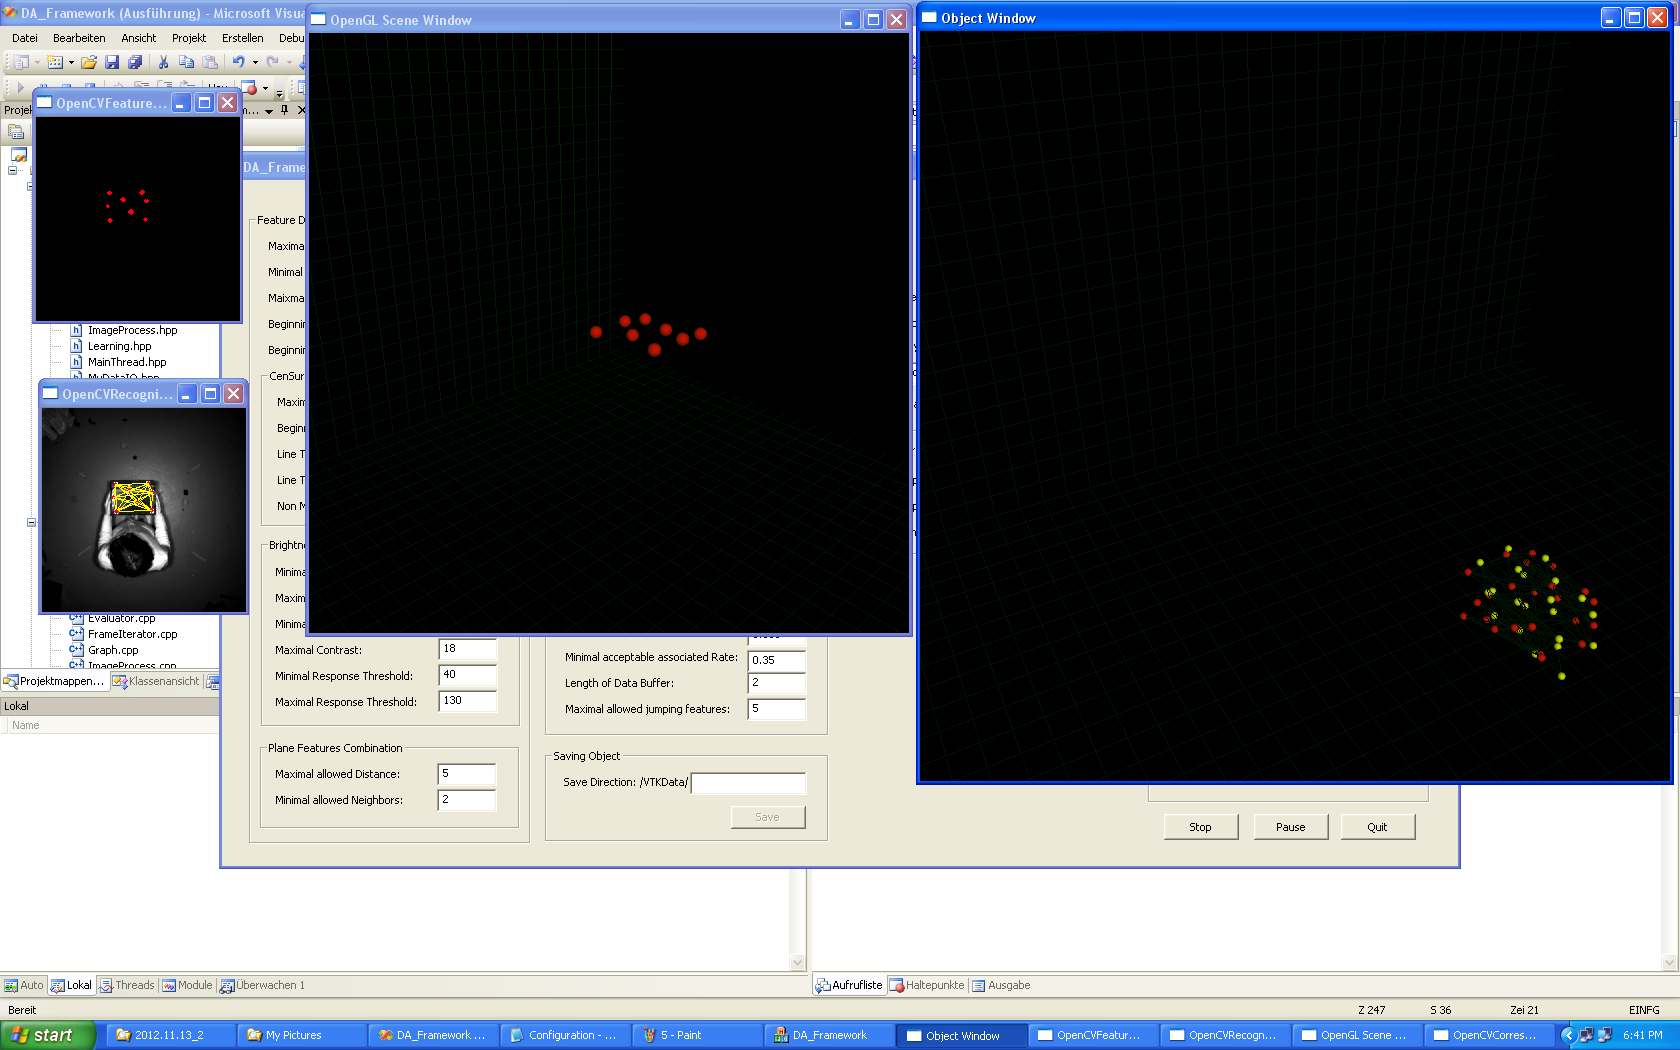 DA_Framework (Ausführung) - Microsoft Visua
Datei Bearbeiten Ansicht Projekt Erstellen Debu
OpenGL Scene Window
Object Window
OpenCVFeature...
DA_Frame
Feature D
Maxima
Minimal
Maixma
Beginnin
Beginnin
CenSur
Maxin
Begin
Line T
Line T
Non M
ImageProcess.hpp
Learning.hpp
MainThread.hpp
MyDataIO.hpp
OpenCVRecogni...
Evaluator.cpp
FrameIterator.cpp
Graph.cpp
ImageProcess.cpp
Projektmappen...
Klassenansicht
Lokal
Name
Brightn
Minima
Maxim
Minima
Maximal Contrast: 18
Minimal Response Threshold: 40
Maximal Response Threshold: 130
Plane Features Combination
Maximal allowed Distance: 5
Minimal allowed Neighbors: 2
Minimal acceptable associated Rate: 0.35
Length of Data Buffer: 2
Maximal allowed jumping features: 5
Saving Object
Save Direction: /VTKData/
Save
Stop Pause Quit
Auto Lokal Threads Module Überwachen 1
Aufrufliste Haltepunkte Ausgabe
Bereit Z 247 S 36 Zei 21 EINFG
start 2012.11.13_2 My Pictures DA_Framework ... Configuration - ... 5 - Paint DA_Framework Object Window OpenCVFeatur... OpenCVRecogn... OpenGL Scene ... OpenCVCorres... 6:41 PM